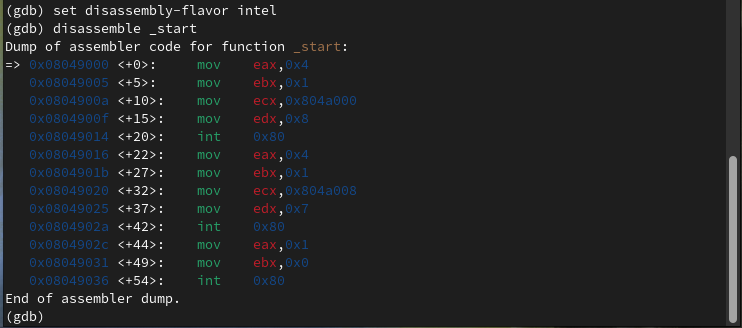 (gdb) set disassembly-flavor intel
(gdb) disassemble _start
Dump of assembler code for function _start:
=> 0x08049000 <+0>:     mov    eax,0x4
   0x08049005 <+5>:     mov    ebx,0x1
   0x0804900a <+10>:    mov    ecx,0x804a000
   0x0804900f <+15>:    mov    edx,0x8
   0x08049014 <+20>:    int    0x80
   0x08049016 <+22>:    mov    eax,0x4
   0x0804901b <+27>:    mov    ebx,0x1
   0x08049020 <+32>:    mov    ecx,0x804a008
   0x08049025 <+37>:    mov    edx,0x7
   0x0804902a <+42>:    int    0x80
   0x0804902c <+44>:    mov    eax,0x1
   0x08049031 <+49>:    mov    ebx,0x0
   0x08049036 <+54>:    int    0x80
End of assembler dump.
(gdb)